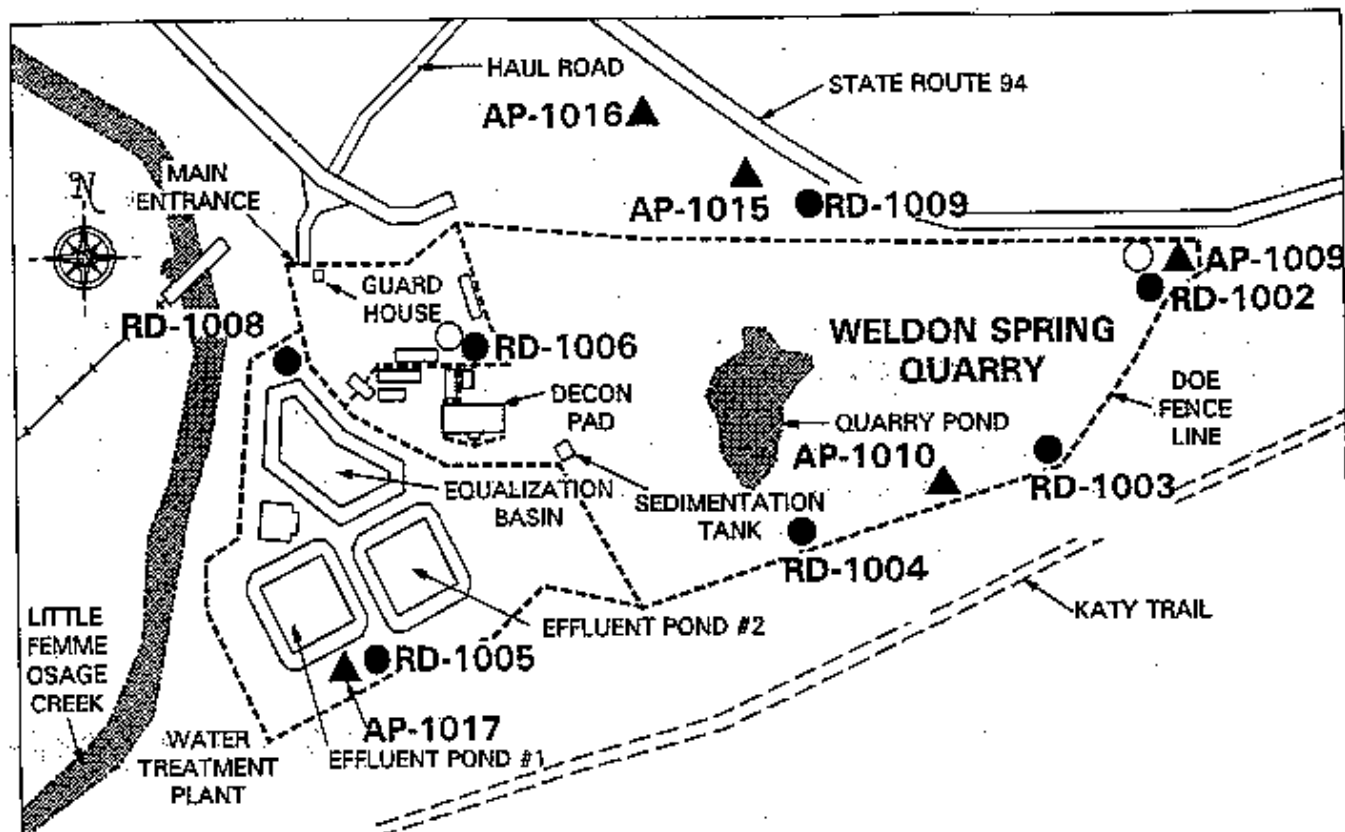 HAUL ROAD
STATE ROUTE 94
AP-1016
MAIN
ENTRANCE
N
AP-1015
RD-1009
GUARD
HOUSE
AP-1009
RD-1002
RD-1008
RD-1006
WELDON SPRING
QUARRY
DECON
PAD
DOE
FENCE
LINE
QUARRY POND
AP-1010
RD-1003
EQUALIZATION
BASIN
SEDIMENTATION
TANK
RD-1004
KATY TRAIL
LITTLE
FEMME
OSAGE
CREEK
EFFLUENT POND #2
RD-1005
AP-1017
WATER
TREATMENT
PLANT
EFFLUENT POND #1